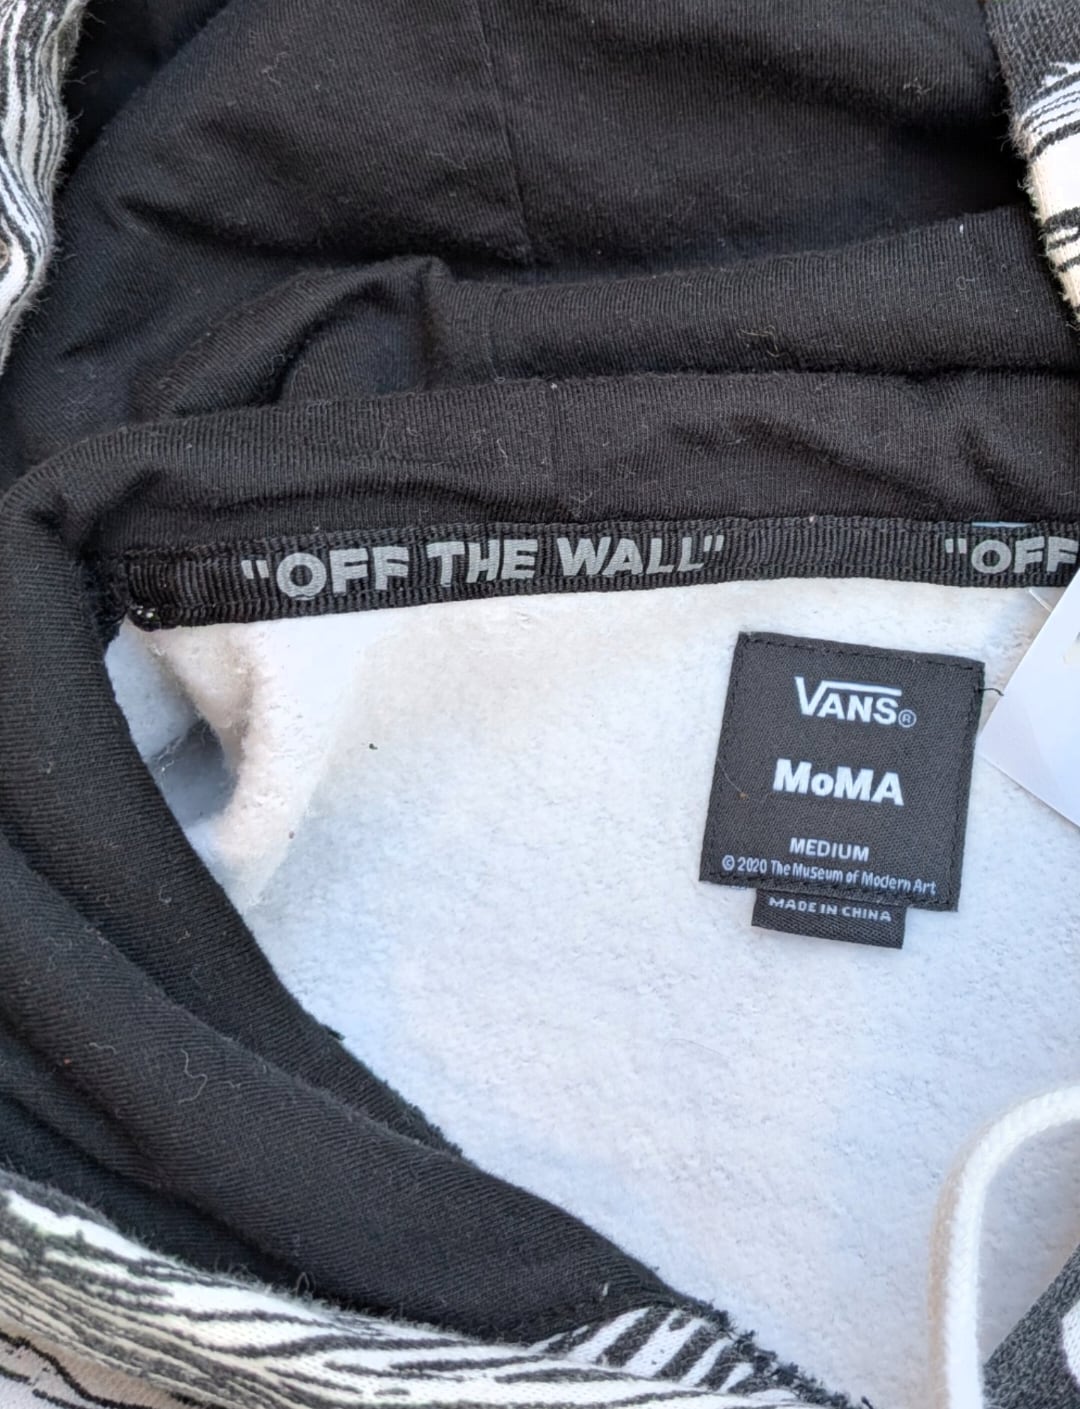 "OFF THE WALL"
"OFF
VANS®
MoMA
MEDIUM
© 2020 The Museum of Modern Art
MADE IN CHINA